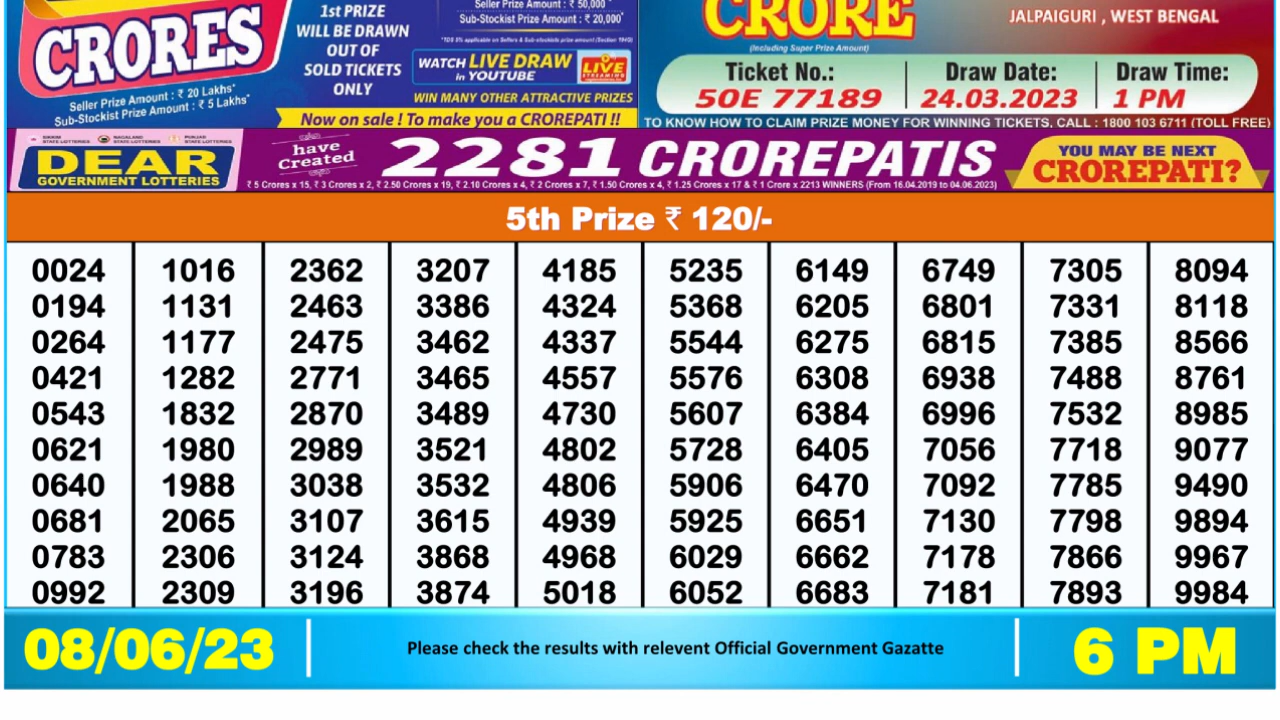 CRORES
Seller Prize Amount : ₹ 20 Lakhs*
Sub-Stockist Prize Amount : ₹ 5 Lakhs*
1st PRIZE
WILL BE DRAWN
OUT OF
SOLD TICKETS
ONLY
Seller Prize Amount : ₹ 50,000 *
Sub-Stockist Prize Amount : ₹ 20,000*
WATCH LIVE DRAW
in YOUTUBE
LIVE
STREAMING
WIN MANY OTHER ATTRACTIVE PRIZES
Now on sale ! To make you a CROREPATI !!
CRORE
(Including Super Prize Amount)
JALPAIGURI , WEST BENGAL
Ticket No.: Draw Date: Draw Time:
50E 77189 24.03.2023 1 PM
TO KNOW HOW TO CLAIM PRIZE MONEY FOR WINNING TICKETS, CALL : 1800 103 6711 (TOLL FREE)
SIKKIM STATE LOTTERIES NAGALAND STATE LOTTERIES PUNJAB STATE LOTTERIES
DEAR
GOVERNMENT LOTTERIES
have
Created
2281 CROREPATIS
₹ 5 Crores x 15, ₹ 3 Crores x 2, ₹ 2.50 Crores x 19, ₹ 2.10 Crores x 4, ₹ 2 Crores x 7, ₹ 1.50 Crores x 4, ₹ 1.25 Crores x 17 & ₹ 1 Crore x 2213 WINNERS (From 16.04.2019 to 04.06.2023)
YOU MAY BE NEXT
CROREPATI?
5th Prize ₹ 120/-
0024 1016 2362 3207 4185 5235 6149 6749 7305 8094
0194 1131 2463 3386 4324 5368 6205 6801 7331 8118
0264 1177 2475 3462 4337 5544 6275 6815 7385 8566
0421 1282 2771 3465 4557 5576 6308 6938 7488 8761
0543 1832 2870 3489 4730 5607 6384 6996 7532 8985
0621 1980 2989 3521 4802 5728 6405 7056 7718 9077
0640 1988 3038 3532 4806 5906 6470 7092 7785 9490
0681 2065 3107 3615 4939 5925 6651 7130 7798 9894
0783 2306 3124 3868 4968 6029 6662 7178 7866 9967
0992 2309 3196 3874 5018 6052 6683 7181 7893 9984
08/06/23
Please check the results with relevent Official Government Gazatte
6 PM